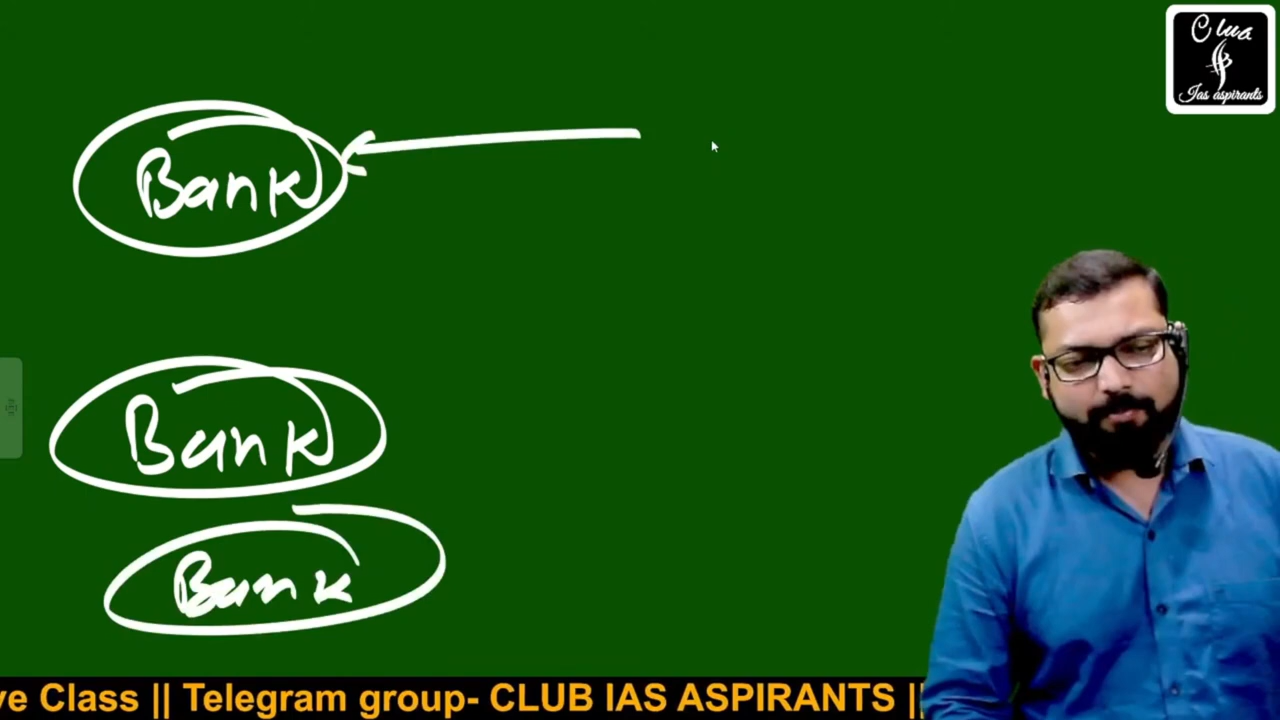 Club
Ias aspirants
Bank
Bank
Bank
ve Class || Telegram group- CLUB IAS ASPIRANTS ||